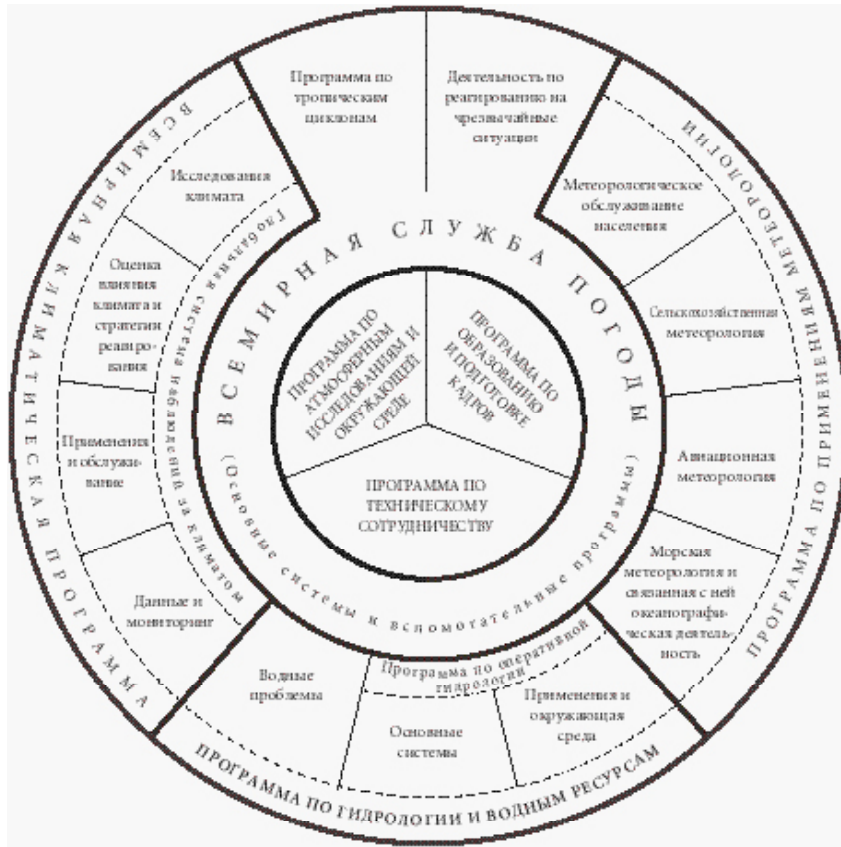 Программа по
тропическим
циклонам
Деятельность по
реагированию на
чрезвычайные
ситуации
ВСЕМИРНАЯ КЛИМАТИЧЕСКАЯ ПРОГРАММА
Исследования
климата
Оценка
влияния
климата и
стратегии
реагиро-
вания
Применения
и обслужи-
вание
Данные и
мониторинг
Глобальная система наблюдений за климатом
ПРОГРАММА ПО ПРИМЕНЕНИЯМ МЕТЕОРОЛОГИИ
Метеорологическое
обслуживание
населения
Сельскохозяйственная
метеорология
Авиационная
метеорология
Морская
метеорология и
связанная с ней
океанографи-
ческая деятель-
ность
ВСЕМИРНАЯ СЛУЖБА ПОГОДЫ
(Основные системы и вспомогательные программы)
ПРОГРАММА ПО
АТМОСФЕРНЫМ
ИССЛЕДОВАНИЯМ И
ОКРУЖАЮЩЕЙ
СРЕДЕ
ПРОГРАММА ПО
ОБРАЗОВАНИЮ
И ПОДГОТОВКЕ
КАДРОВ
ПРОГРАММА ПО
ТЕХНИЧЕСКОМУ
СОТРУДНИЧЕСТВУ
Водные
проблемы
Программа по оперативной
гидрологии
Основные
системы
Применения и
окружающая
среда
ПРОГРАММА ПО ГИДРОЛОГИИ И ВОДНЫМ РЕСУРСАМ